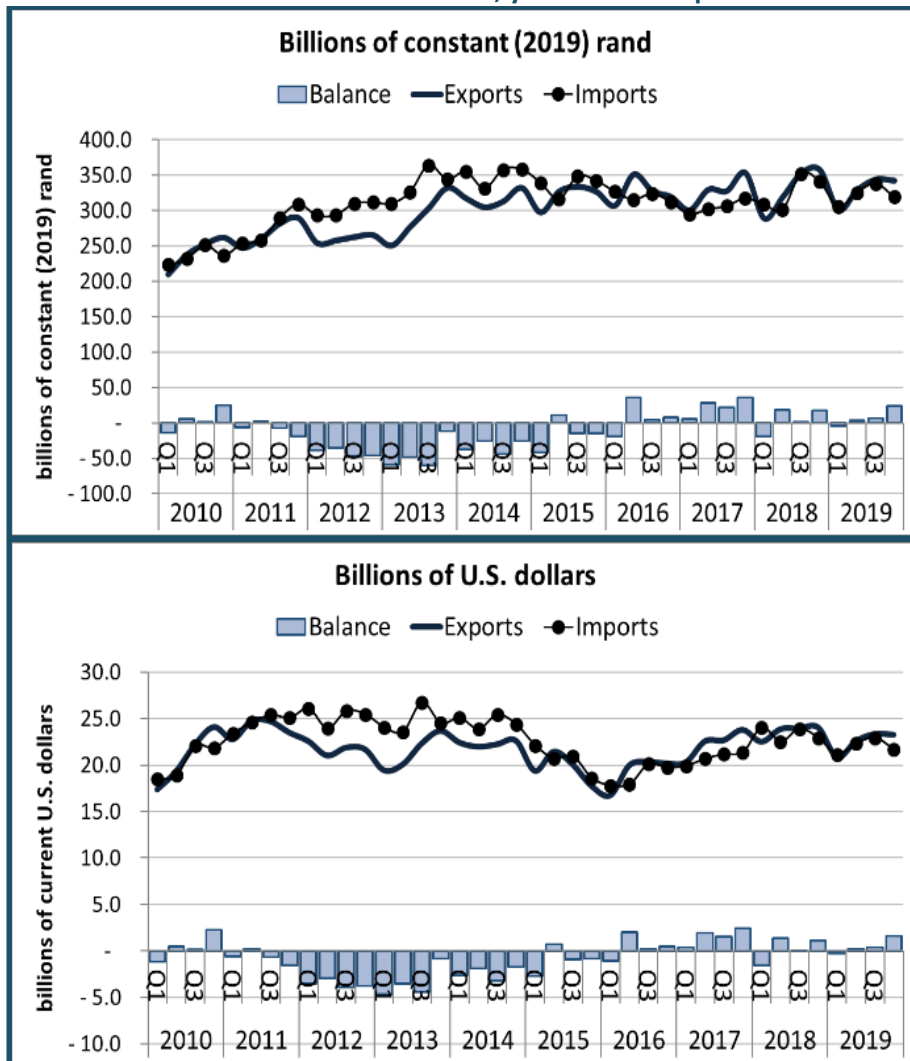 Billions of constant (2019) rand
Balance Exports Imports
billions of constant (2019) rand
400.0
350.0
300.0
250.0
200.0
150.0
100.0
50.0
-
- 50.0
- 100.0
Q1 Q3 Q1 Q3 Q1 Q3 Q1 Q3 Q1 Q3 Q1 Q3 Q1 Q3 Q1 Q3 Q1 Q3 Q1 Q3
2010 2011 2012 2013 2014 2015 2016 2017 2018 2019
Billions of U.S. dollars
Balance Exports Imports
billions of current U.S. dollars
30.0
25.0
20.0
15.0
10.0
5.0
-
- 5.0
- 10.0
Q1 Q3 Q1 Q3 Q1 Q3 Q1 Q3 Q1 Q3 Q1 Q3 Q1 Q3 Q1 Q3 Q1 Q3 Q1 Q3
2010 2011 2012 2013 2014 2015 2016 2017 2018 2019